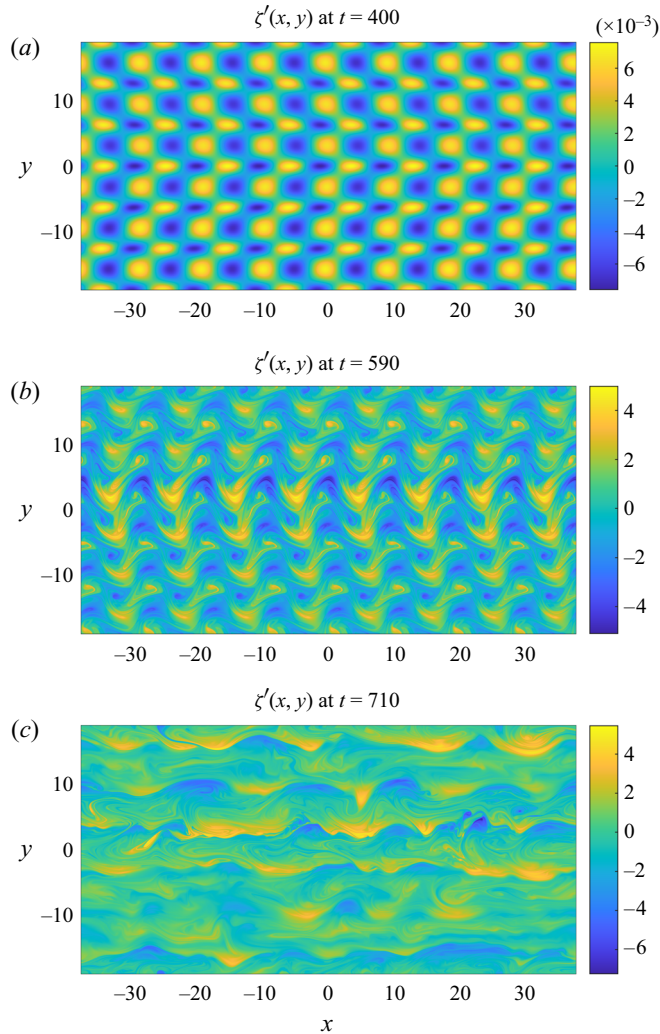 ζ′(x, y) at t = 400
(×10–3)
(a)
6
4
2
0
–2
–4
–6
10
0
–10
y
–30 –20 –10 0 10 20 30
ζ′(x, y) at t = 590
(b)
4
2
0
–2
–4
10
0
–10
y
–30 –20 –10 0 10 20 30
ζ′(x, y) at t = 710
(c)
4
2
0
–2
–4
–6
10
0
–10
y
–30 –20 –10 0 10 20 30
x